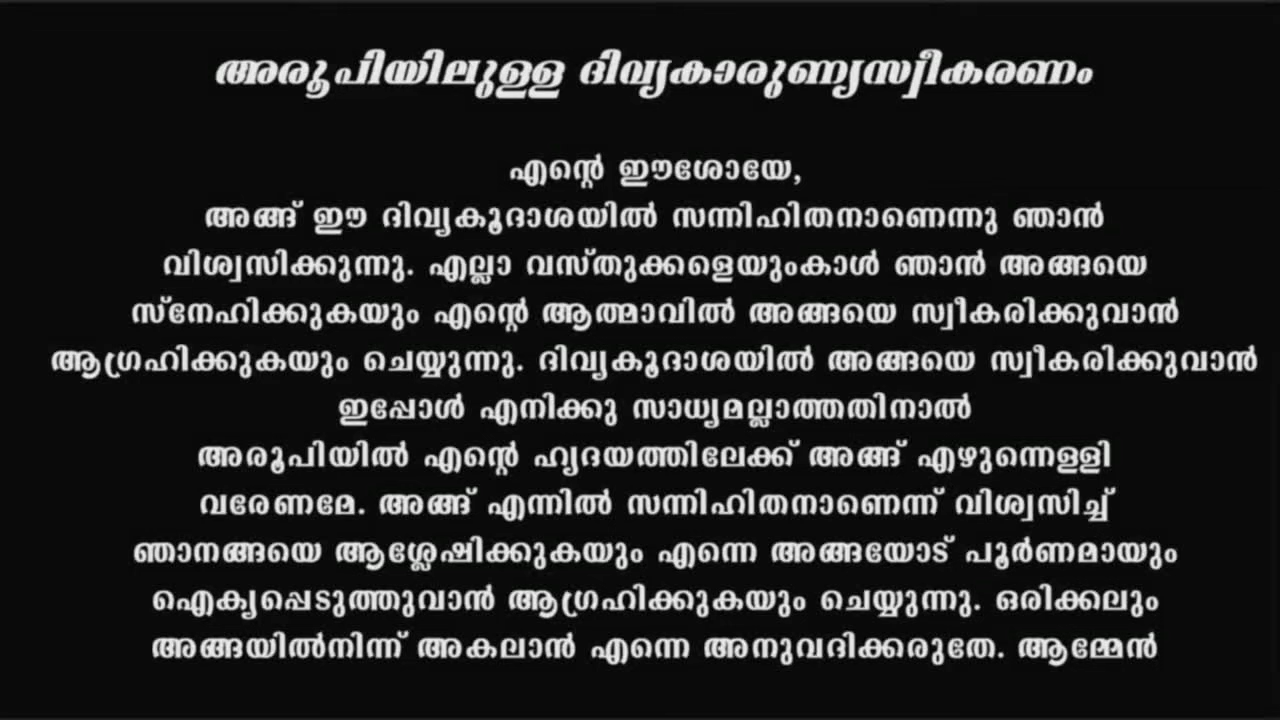 അരൂപിയിലുള്ള ദിവ്യകാരുണ്യസ്വീകരണം
എന്റെ ഈശോയേ,
അങ്ങ് ഈ ദിവ്യകൂദാശയിൽ സന്നിഹിതനാണെന്നു ഞാൻ
വിശ്വസിക്കുന്നു. എല്ലാ വസ്തുക്കളെയുംകാൾ ഞാൻ അങ്ങയെ
സ്നേഹിക്കുകയും എന്റെ ആത്മാവിൽ അങ്ങയെ സ്വീകരിക്കുവാൻ
ആഗ്രഹിക്കുകയും ചെയ്യുന്നു. ദിവ്യകൂദാശയിൽ അങ്ങയെ സ്വീകരിക്കുവാൻ
ഇപ്പോൾ എനിക്കു സാധ്യമല്ലാത്തതിനാൽ
അരൂപിയിൽ എന്റെ ഹൃദയത്തിലേക്ക് അങ്ങ് എഴുന്നെള്ളി
വരേണമേ. അങ്ങ് എന്നിൽ സന്നിഹിതനാണെന്ന് വിശ്വസിച്ച്
ഞാനങ്ങയെ ആശ്ലേഷിക്കുകയും എന്നെ അങ്ങയോട് പൂർണമായും
ഐക്യപ്പെടുത്തുവാൻ ആഗ്രഹിക്കുകയും ചെയ്യുന്നു. ഒരിക്കലും
അങ്ങയിൽനിന്ന് അകലാൻ എന്നെ അനുവദിക്കരുതേ. ആമ്മേൻ